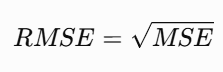 RMSE = √MSE